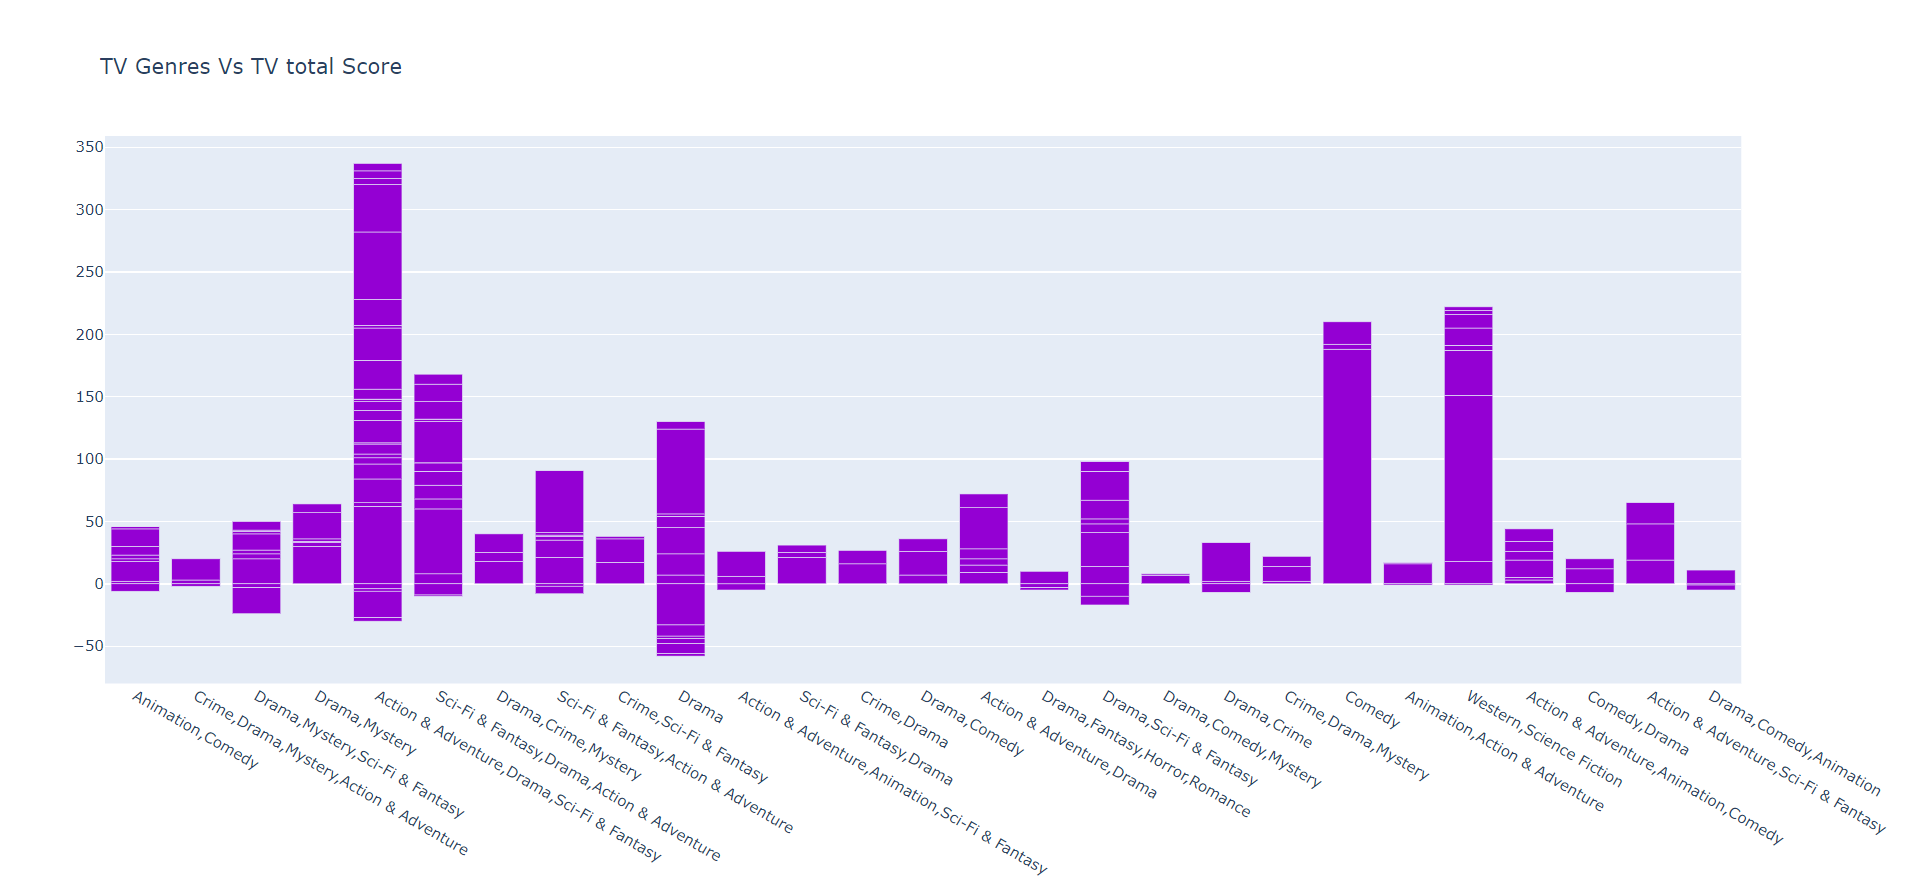 TV Genres Vs TV total Score
350
300
250
200
150
100
50
0
−50
Animation,Comedy
Crime,Drama,Mystery,Action & Adventure
Drama,Mystery,Sci-Fi & Fantasy
Drama,Mystery
Action & Adventure,Drama,Sci-Fi & Fantasy
Sci-Fi & Fantasy,Drama,Action & Adventure
Drama,Crime,Mystery
Sci-Fi & Fantasy,Action & Adventure
Crime,Sci-Fi & Fantasy
Drama
Action & Adventure,Animation,Sci-Fi & Fantasy
Sci-Fi & Fantasy,Drama
Crime,Drama
Drama,Comedy
Action & Adventure,Drama
Drama,Fantasy,Horror,Romance
Drama,Sci-Fi & Fantasy
Drama,Comedy,Mystery
Drama,Crime
Crime,Drama,Mystery
Comedy
Animation,Action & Adventure
Western,Science Fiction
Action & Adventure,Animation,Comedy
Comedy,Drama
Action & Adventure,Sci-Fi & Fantasy
Drama,Comedy,Animation